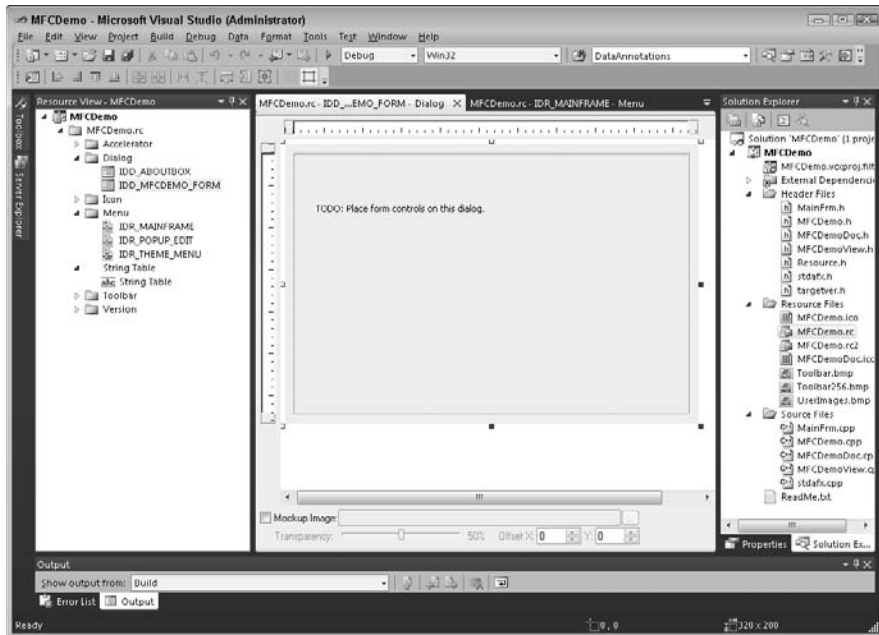 MFCDemo - Microsoft Visual Studio (Administrator)
File Edit View Project Build Debug Data Format Tools Test Window Help
Debug Win32 DataAnnotations
Resource View - MFCDemo
MFCDemo
MFCDemo.rc
Accelerator
Dialog
IDD_ABOUTBOX
IDD_MFCDEMO_FORM
Icon
Menu
IDR_MAINFRAME
IDR_POPUP_EDIT
IDR_THEME_MENU
String Table
abc String Table
Toolbar
Version
Toolbox
Server Explorer
MFCDemo.rc - IDD_...EMO_FORM - Dialog MFCDemo.rc - IDR_MAINFRAME - Menu
TODO: Place form controls on this dialog.
Mockup Image:
Transparency: 50% Offset X: 0 Y: 0
Solution Explorer
Solution 'MFCDemo' (1 proje
MFCDemo
MFCDemo.vcxproj.filt
External Dependenci
Header Files
MainFrm.h
MFCDemo.h
MFCDemoDoc.h
MFCDemoView.h
Resource.h
stdafx.h
targetver.h
Resource Files
MFCDemo.ico
MFCDemo.rc
MFCDemo.rc2
MFCDemoDoc.ico
Toolbar.bmp
Toolbar256.bmp
UserImages.bmp
Source Files
MainFrm.cpp
MFCDemo.cpp
MFCDemoDoc.cp
MFCDemoView.c
stdafx.cpp
ReadMe.txt
Properties Solution Ex...
Output
Show output from: Build
Error List Output
Ready 0, 0 320 x 200